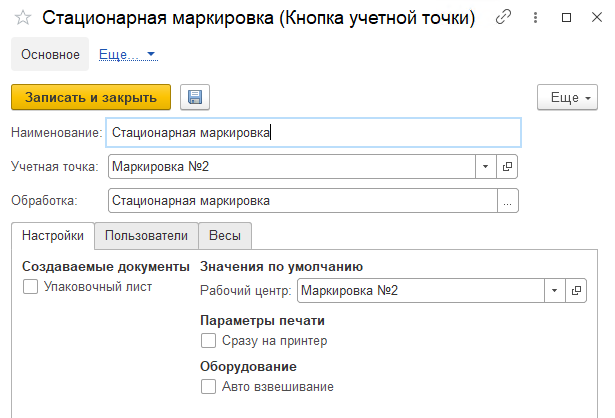 Стационарная маркировка (Кнопка учетной точки)
Основное Еще...
Записать и закрыть Еще
Наименование: Стационарная маркировка
Учетная точка: Маркировка №2
Обработка: Стационарная маркировка ...
Настройки Пользователи Весы
Создаваемые документы Значения по умолчанию
Упаковочный лист Рабочий центр: Маркировка №2
Параметры печати
Сразу на принтер
Оборудование
Авто взвешивание